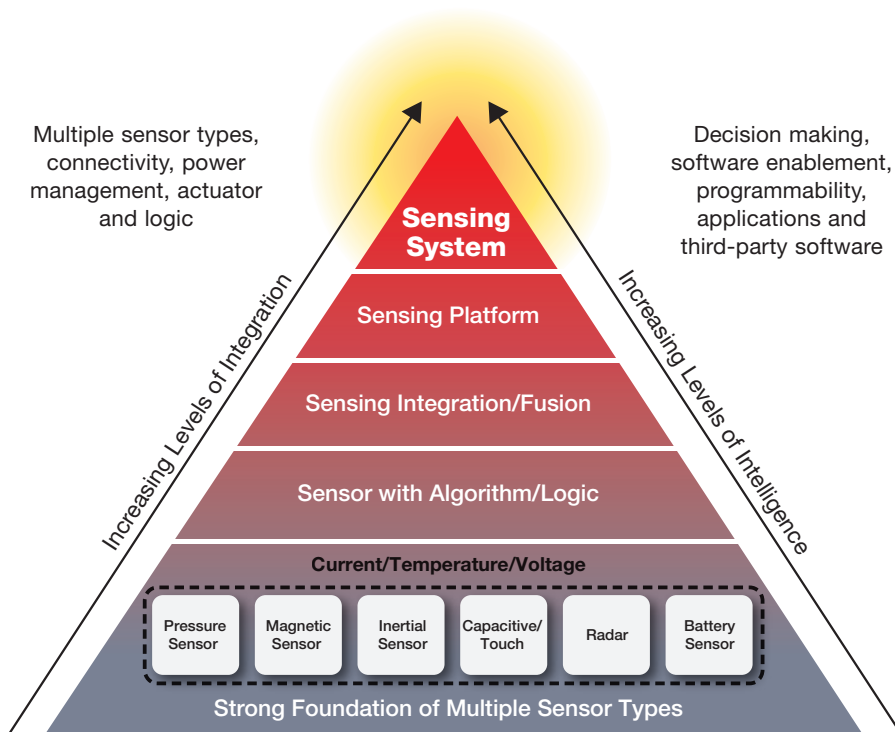 Multiple sensor types,
connectivity, power
management, actuator
and logic
Decision making,
software enablement,
programmability,
applications and
third-party software
Increasing Levels of Integration
Increasing Levels of Intelligence
Sensing
System
Sensing Platform
Sensing Integration/Fusion
Sensor with Algorithm/Logic
Current/Temperature/Voltage
Pressure
Sensor
Magnetic
Sensor
Inertial
Sensor
Capacitive/
Touch
Radar
Battery
Sensor
Strong Foundation of Multiple Sensor Types